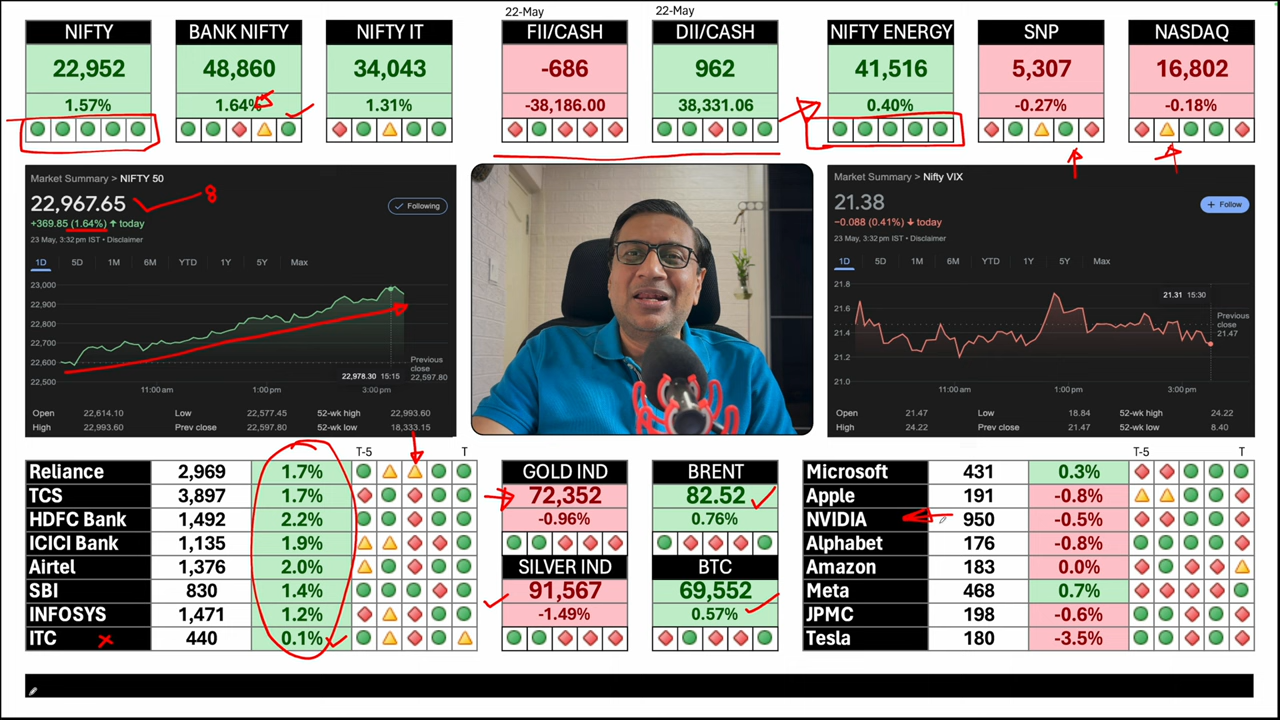 22-May
22-May
NIFTY
22,952
1.57%
BANK NIFTY
48,860
1.64%
NIFTY IT
34,043
1.31%
FII/CASH
-686
-38,186.00
DII/CASH
962
38,331.06
NIFTY ENERGY
41,516
0.40%
SNP
5,307
-0.27%
NASDAQ
16,802
-0.18%
Market Summary > NIFTY 50
22,967.65
8
Following
+369.85 (1.64%) ↑ today
23 May, 3:32 pm IST • Disclaimer
1D 5D 1M 6M YTD 1Y 5Y Max
23,000
22,900
22,800
22,700
22,600
22,500
Previous
close
22,597.80
22,978.30 15:15
11:00 am 1:00 pm 3:00 pm
Open 22,614.10 Low 22,577.45 52-wk high 22,993.60
High 22,993.60 Prev close 22,597.80 52-wk low 18,333.15
Market Summary > Nifty VIX
21.38
+ Follow
−0.088 (0.41%) ↓ today
23 May, 3:32 pm IST • Disclaimer
1D 5D 1M 6M YTD 1Y 5Y Max
21.8
21.6
21.4
21.2
21.0
21.31 15:30
Previous
close
21.47
11:00 am 1:00 pm 3:00 pm
Open 21.47 Low 18.84 52-wk high 24.22
High 24.22 Prev close 21.47 52-wk low 8.40
T-5 T
Reliance 2,969 1.7%
TCS 3,897 1.7%
HDFC Bank 1,492 2.2%
ICICI Bank 1,135 1.9%
Airtel 1,376 2.0%
SBI 830 1.4%
INFOSYS 1,471 1.2%
ITC 440 0.1%
GOLD IND
72,352
-0.96%
BRENT
82.52
0.76%
SILVER IND
91,567
-1.49%
BTC
69,552
0.57%
T-5 T
Microsoft 431 0.3%
Apple 191 -0.8%
NVIDIA 950 -0.5%
Alphabet 176 -0.8%
Amazon 183 0.0%
Meta 468 0.7%
JPMC 198 -0.6%
Tesla 180 -3.5%